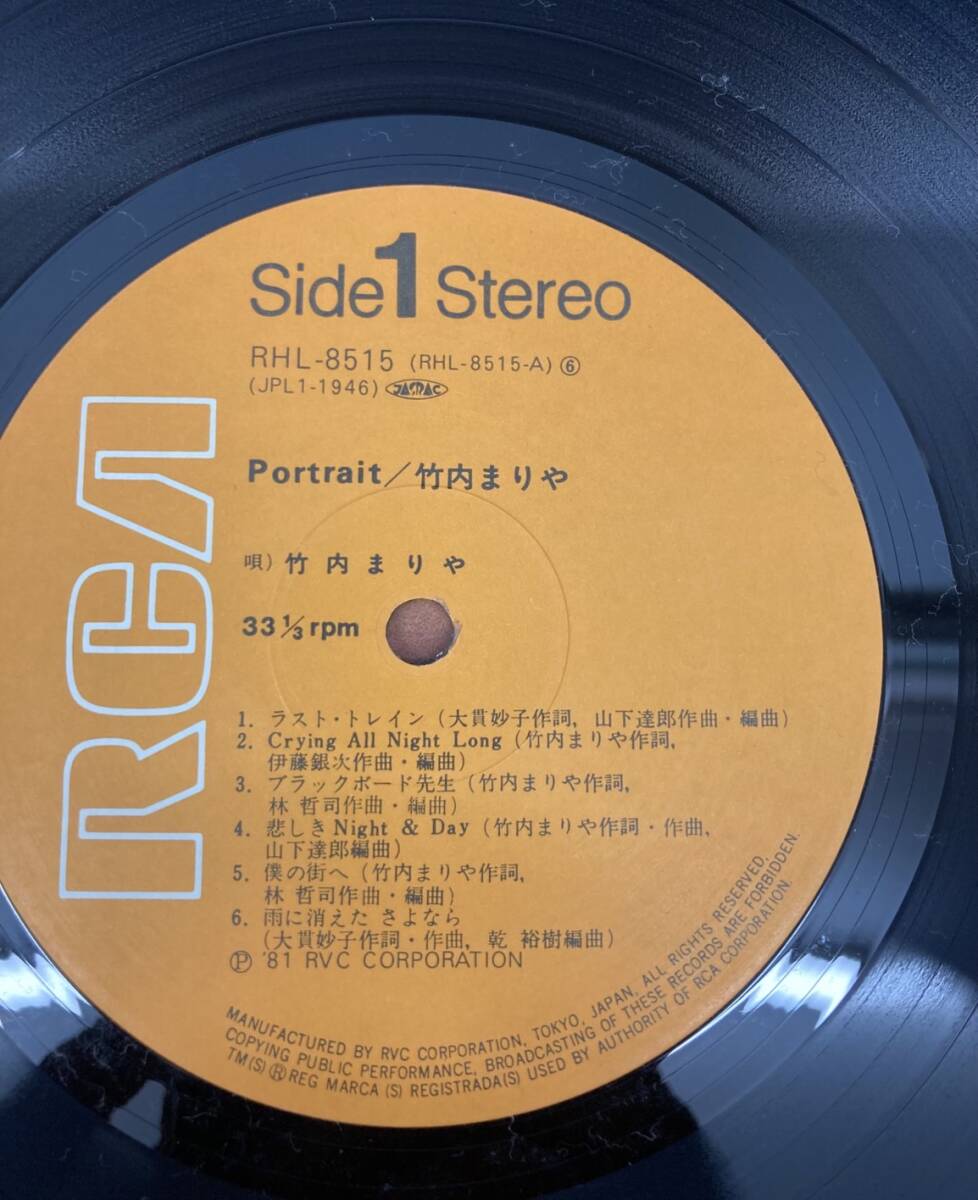 Side 1 Stereo
RHL-8515 (RHL-8515-A) ⑥
(JPL1-1946) JASRAC
RCA
Portrait/竹内まりや
唄) 竹内まりや
33 1/3 rpm
1. ラスト・トレイン (大貫妙子作詞, 山下達郎作曲・編曲)
2. Crying All Night Long (竹内まりや作詞,
伊藤銀次作曲・編曲)
3. ブラックボード先生 (竹内まりや作詞,
林 哲司作曲・編曲)
4. 悲しきNight & Day (竹内まりや作詞・作曲,
山下達郎編曲)
5. 僕の街へ (竹内まりや作詞,
林 哲司作曲・編曲)
6. 雨に消えた さよなら
(大貫妙子作詞・作曲, 乾 裕樹編曲)
Ⓟ '81 RVC CORPORATION
MANUFACTURED BY RVC CORPORATION, TOKYO, JAPAN, ALL RIGHTS RESERVED,
COPYING PUBLIC PERFORMANCE, BROADCASTING OF THESE RECORDS ARE FORBIDDEN.
TM(S) ® REG MARCA (S) REGISTRADA(S) USED BY AUTHORITY OF RCA CORPORATION.